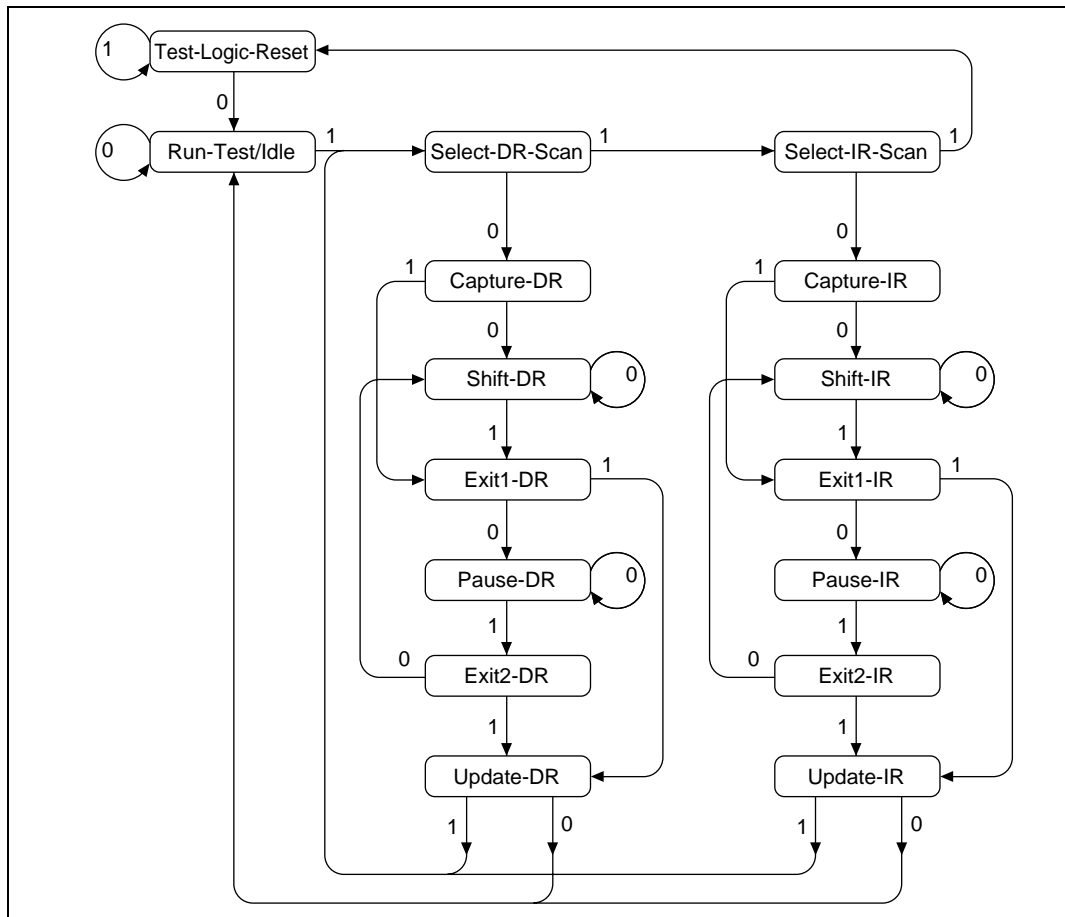 1 Test-Logic-Reset
0
0 Run-Test/Idle 1 Select-DR-Scan 1 Select-IR-Scan 1
0 0
1 Capture-DR 1 Capture-IR
0 0
Shift-DR 0 Shift-IR 0
1 1
Exit1-DR 1 Exit1-IR 1
0 0
Pause-DR 0 Pause-IR 0
1 1
0 Exit2-DR 0 Exit2-IR
1 1
Update-DR Update-IR
1 0 1 0